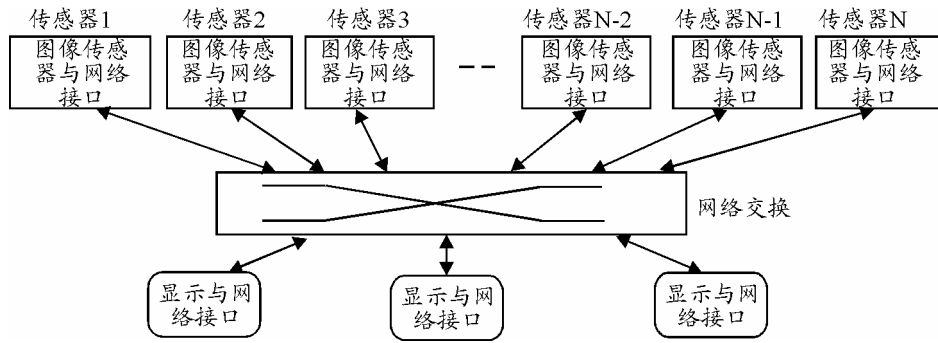 传感器1
传感器2
传感器3
传感器N-2
传感器N-1
传感器N
图像传感
器与网络
接口
图像传感
器与网络
接口
图像传感
器与网络
接口
图像传感
器与网络
接口
图像传感
器与网络
接口
图像传感
器与网络
接口
网络交换
显示与网
络接口
显示与网
络接口
显示与网
络接口